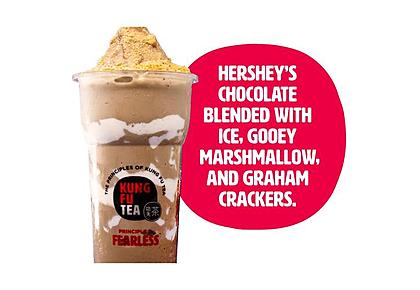 HERSHEY'S
CHOCOLATE
BLENDED WITH
ICE, GOOEY
MARSHMALLOW,
AND GRAHAM
CRACKERS.
THE PRINCIPLES OF KUNG FU TEA
KUNG
FU
TEA
PRINCIPLE
FEARLESS